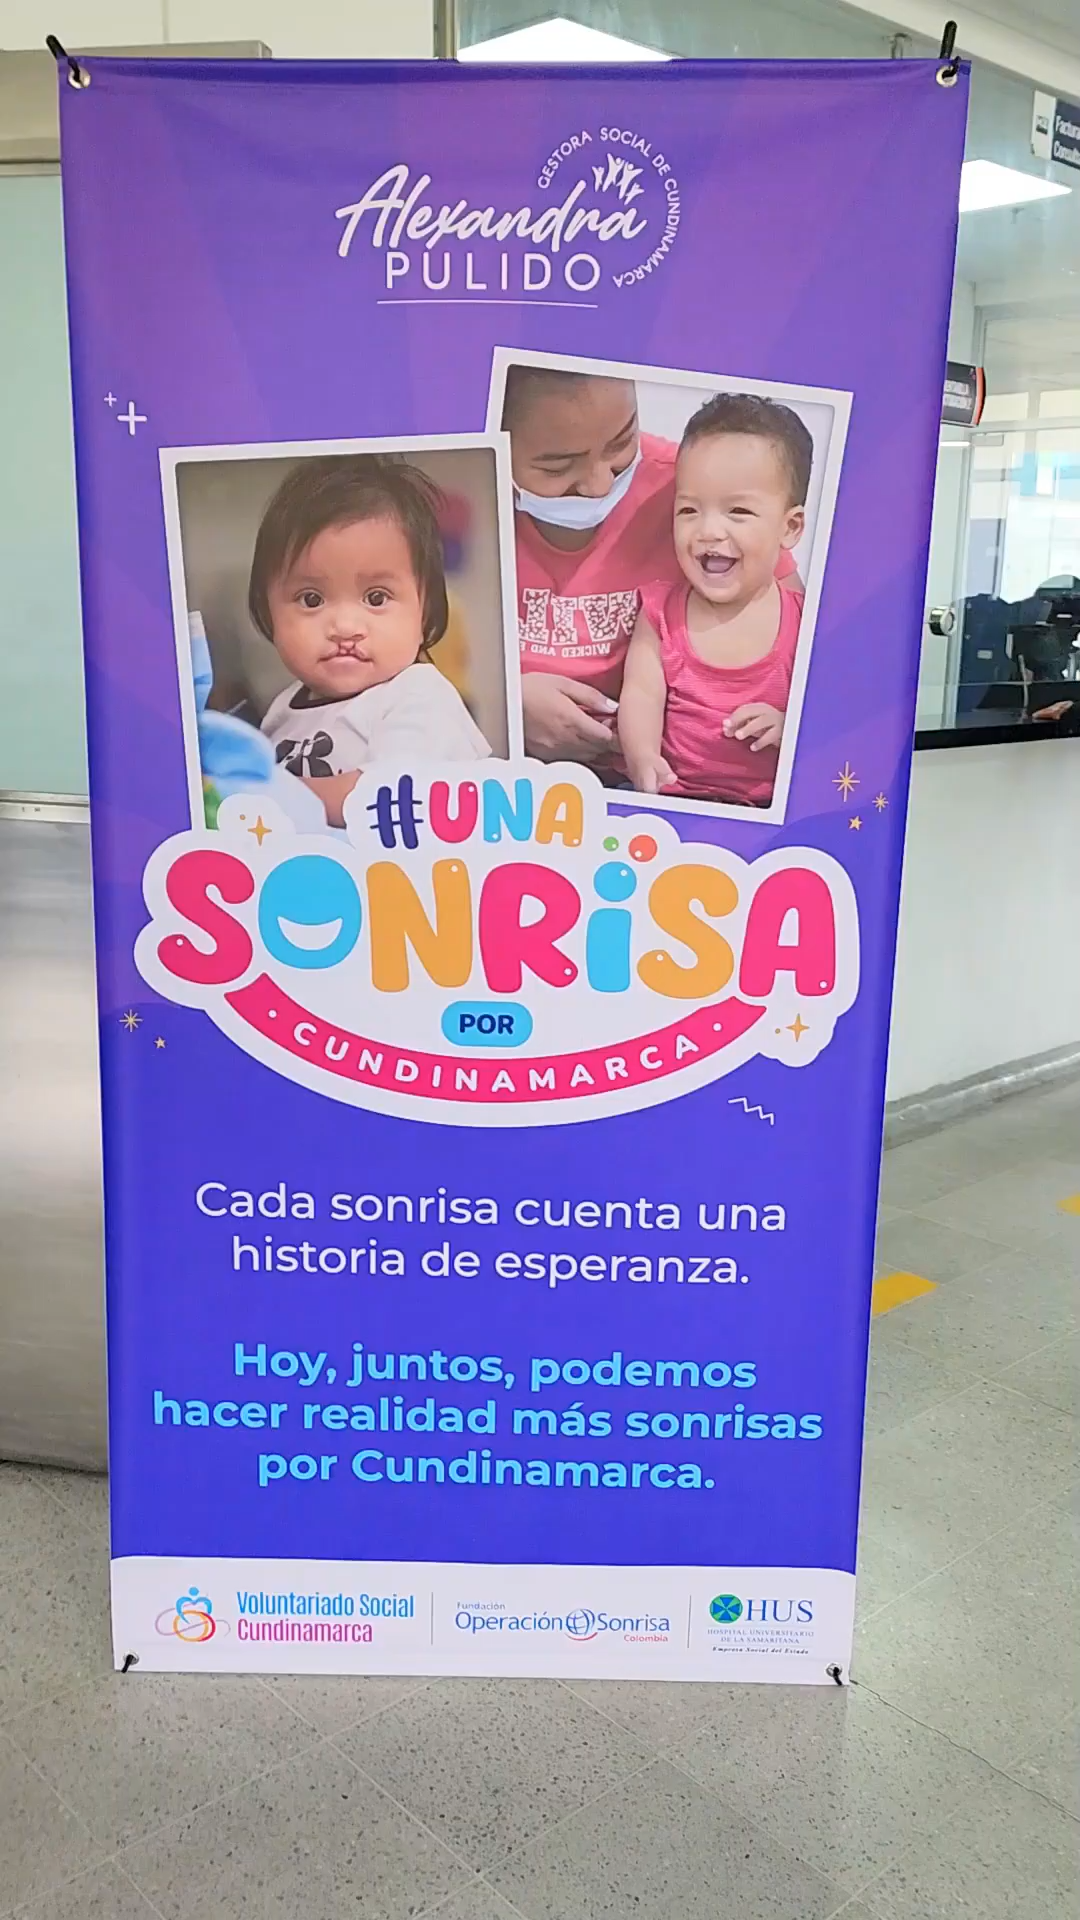 GESTORA SOCIAL DE CUNDINAMARCA
Alexandra
PULIDO
WICKED AND
#UNA
SONRISA
POR
CUNDINAMARCA
Cada sonrisa cuenta una
historia de esperanza.
Hoy, juntos, podemos
hacer realidad más sonrisas
por Cundinamarca.
Voluntariado Social
Cundinamarca
Fundación
Operación Sonrisa
Colombia
HUS
HOSPITAL UNIVERSITARIO
DE LA SAMARITANA
Empresa Social del Estado